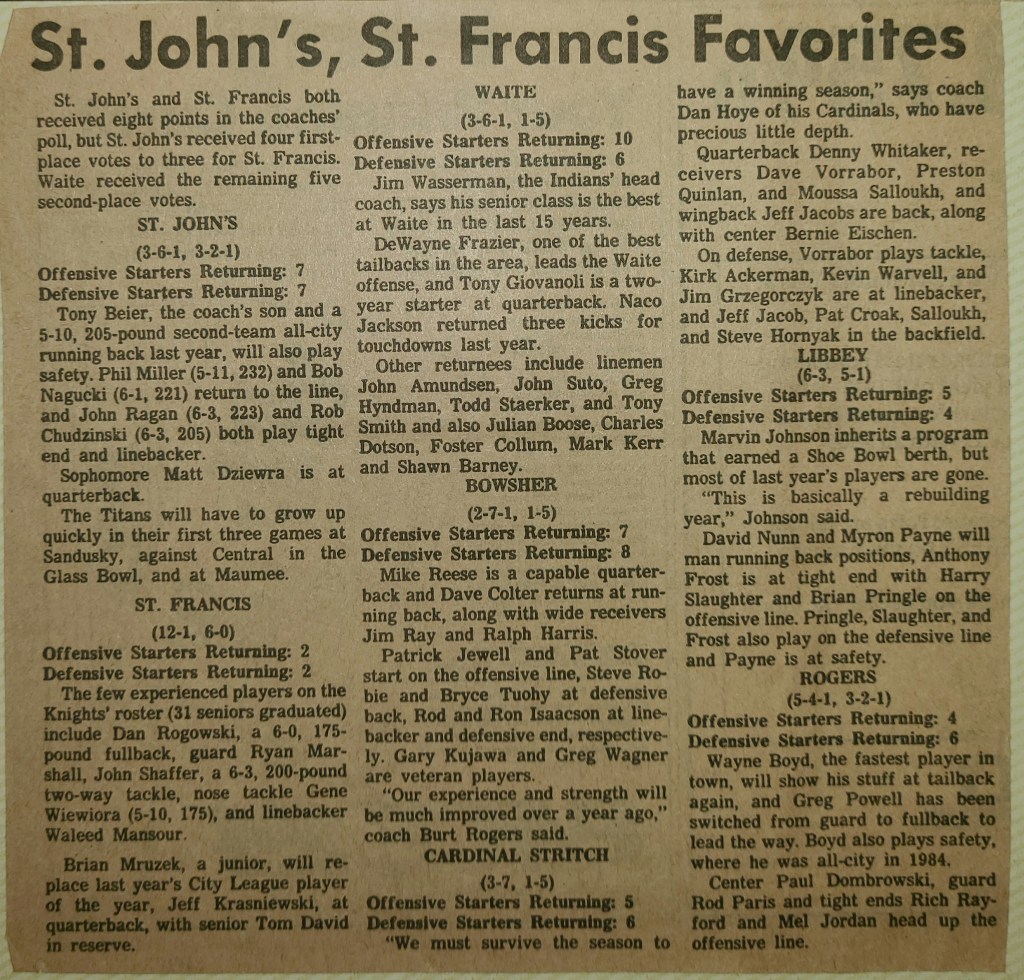 St. John's, St. Francis Favorites
St. John's and St. Francis both
received eight points in the coaches'
poll, but St. John's received four first-
place votes to three for St. Francis.
Waite received the remaining five
second-place votes.
ST. JOHN'S
(3-6-1, 3-2-1)
Offensive Starters Returning: 7
Defensive Starters Returning: 7
Tony Beier, the coach's son and a
5-10, 205-pound second-team all-city
running back last year, will also play
safety. Phil Miller (5-11, 232) and Bob
Nagucki (6-1, 221) return to the line,
and John Ragan (6-3, 223) and Rob
Chudzinski (6-3, 205) both play tight
end and linebacker.
Sophomore Matt Dziewra is at
quarterback.
The Titans will have to grow up
quickly in their first three games at
Sandusky, against Central in the
Glass Bowl, and at Maumee.
ST. FRANCIS
(12-1, 6-0)
Offensive Starters Returning: 2
Defensive Starters Returning: 2
The few experienced players on the
Knights' roster (31 seniors graduated)
include Dan Rogowski, a 6-0, 175-
pound fullback, guard Ryan Mar-
shall, John Shaffer, a 6-3, 200-pound
two-way tackle, nose tackle Gene
Wiewiora (5-10, 175), and linebacker
Waleed Mansour.
Brian Mruzek, a junior, will re-
place last year's City League player
of the year, Jeff Krasniewski, at
quarterback, with senior Tom David
in reserve.
WAITE
(3-6-1, 1-5)
Offensive Starters Returning: 10
Defensive Starters Returning: 6
Jim Wasserman, the Indians' head
coach, says his senior class is the best
at Waite in the last 15 years.
DeWayne Frazier, one of the best
tailbacks in the area, leads the Waite
offense, and Tony Giovanoli is a two-
year starter at quarterback. Naco
Jackson returned three kicks for
touchdowns last year.
Other returnees include linemen
John Amundsen, John Suto, Greg
Hyndman, Todd Staerker, and Tony
Smith and also Julian Boose, Charles
Dotson, Foster Collum, Mark Kerr
and Shawn Barney.
BOWSHER
(2-7-1, 1-5)
Offensive Starters Returning: 7
Defensive Starters Returning: 8
Mike Reese is a capable quarter-
back and Dave Colter returns at run-
ning back, along with wide receivers
Jim Ray and Ralph Harris.
Patrick Jewell and Pat Stover
start on the offensive line, Steve Ro-
bie and Bryce Tuohy at defensive
back, Rod and Ron Isaacson at line-
backer and defensive end, respective-
ly. Gary Kujawa and Greg Wagner
are veteran players.
"Our experience and strength will
be much improved over a year ago,"
coach Burt Rogers said.
CARDINAL STRITCH
(3-7, 1-5)
Offensive Starters Returning: 5
Defensive Starters Returning: 6
"We must survive the season to
have a winning season," says coach
Dan Hoye of his Cardinals, who have
precious little depth.
Quarterback Denny Whitaker, re-
ceivers Dave Vorrabor, Preston
Quinlan, and Moussa Salloukh, and
wingback Jeff Jacobs are back, along
with center Bernie Eischen.
On defense, Vorrabor plays tackle,
Kirk Ackerman, Kevin Warvell, and
Jim Grzegorczyk are at linebacker,
and Jeff Jacob, Pat Croak, Salloukh,
and Steve Hornyak in the backfield.
LIBBEY
(6-3, 5-1)
Offensive Starters Returning: 5
Defensive Starters Returning: 4
Marvin Johnson inherits a program
that earned a Shoe Bowl berth, but
most of last year's players are gone.
"This is basically a rebuilding
year," Johnson said.
David Nunn and Myron Payne will
man running back positions, Anthony
Frost is at tight end with Harry
Slaughter and Brian Pringle on the
offensive line. Pringle, Slaughter, and
Frost also play on the defensive line
and Payne is at safety.
ROGERS
(5-4-1, 3-2-1)
Offensive Starters Returning: 4
Defensive Starters Returning: 6
Wayne Boyd, the fastest player in
town, will show his stuff at tailback
again, and Greg Powell has been
switched from guard to fullback to
lead the way. Boyd also plays safety,
where he was all-city in 1984.
Center Paul Dombrowski, guard
Rod Paris and tight ends Rich Ray-
ford and Mel Jordan head up the
offensive line.